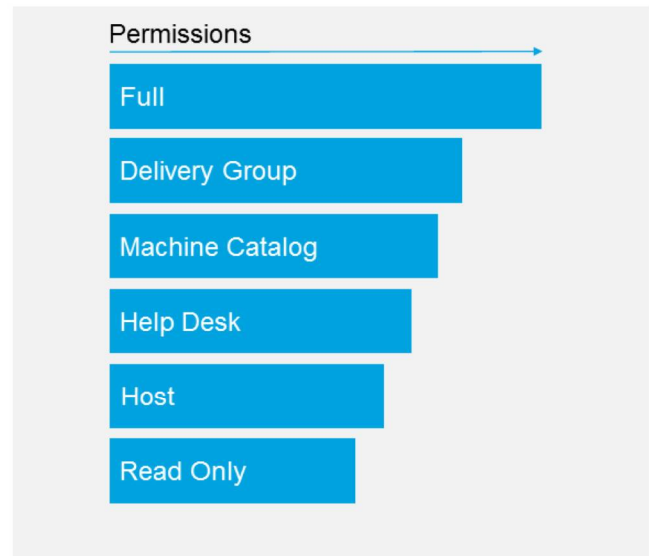 Permissions
Full
Delivery Group
Machine Catalog
Help Desk
Host
Read Only